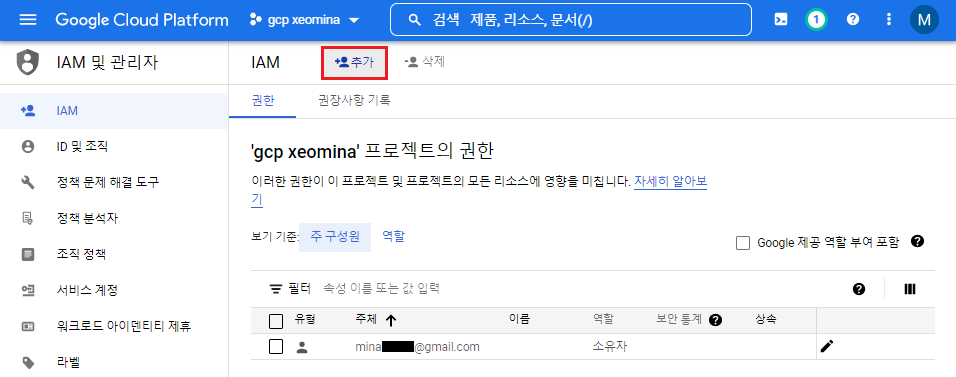 Google Cloud Platform
gcp xeomina
검색 제품, 리소스, 문서(/)
1
M
IAM 및 관리자
IAM
추가
삭제
IAM
ID 및 조직
정책 문제 해결 도구
정책 분석자
조직 정책
서비스 계정
워크로드 아이덴티티 제휴
라벨
권한
권장사항 기록
'gcp xeomina' 프로젝트의 권한
이러한 권한이 이 프로젝트 및 프로젝트의 모든 리소스에 영향을 미칩니다. 자세히 알아보
기
보기 기준: 주 구성원 역할
Google 제공 역할 부여 포함
필터 속성 이름 또는 값 입력
유형 주체 이름 역할 보안 통계 상속
mina @gmail.com 소유자